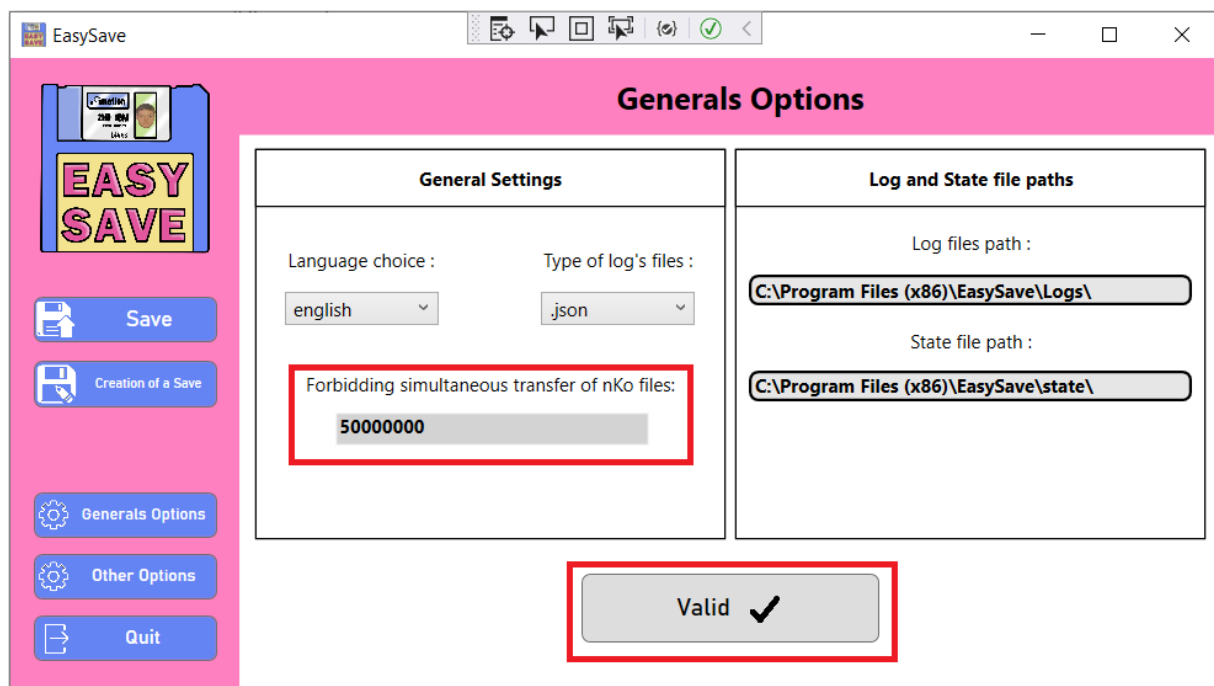 EasySave
Generals Options
EASY
SAVE
Save
Creation of a Save
Generals Options
Other Options
Quit
General Settings
Language choice :
Type of log's files :
english
.json
Forbidding simultaneous transfer of nKo files:
50000000
Log and State file paths
Log files path :
C:\Program Files (x86)\EasySave\Logs\
State file path :
C:\Program Files (x86)\EasySave\state\
Valid